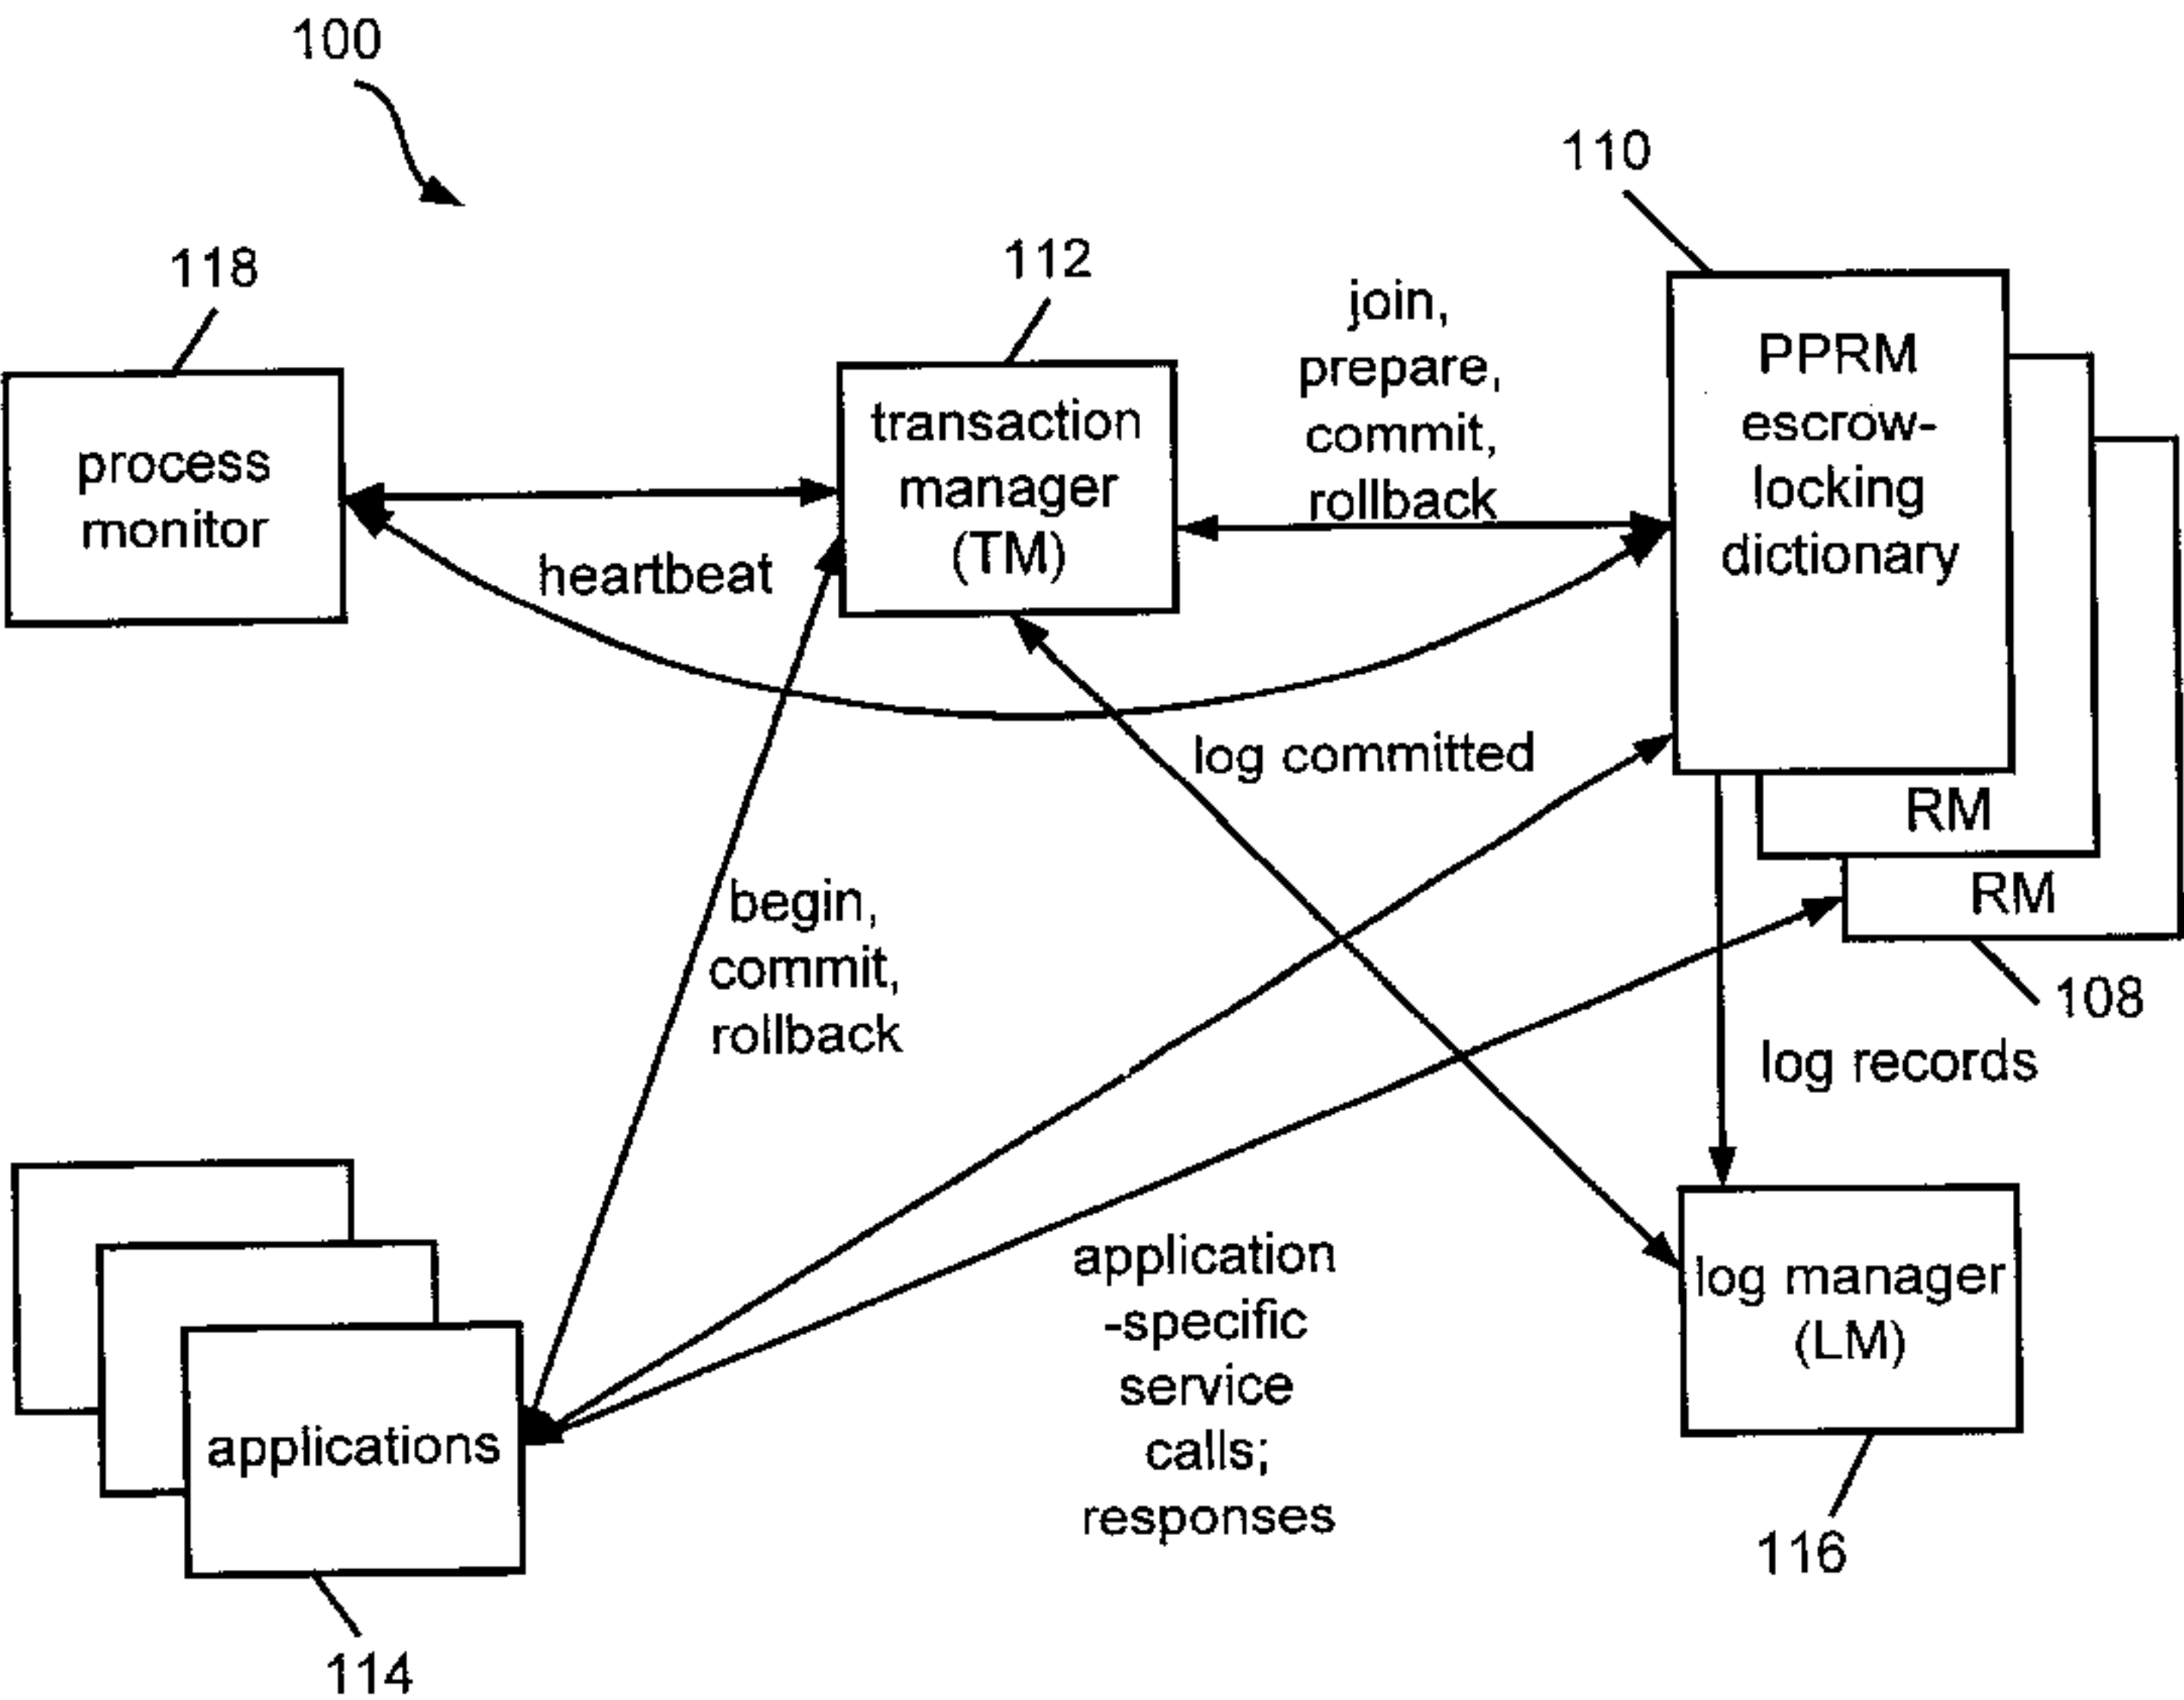 100
110
118
112
join,
prepare,
commit,
rollback
PPRM
escrow-
locking
dictionary
transaction
manager
(TM)
process
monitor
heartbeat
log committed
RM
RM
108
begin,
commit,
rollback
log records
application
-specific
service
calls;
responses
log manager
(LM)
applications
116
114